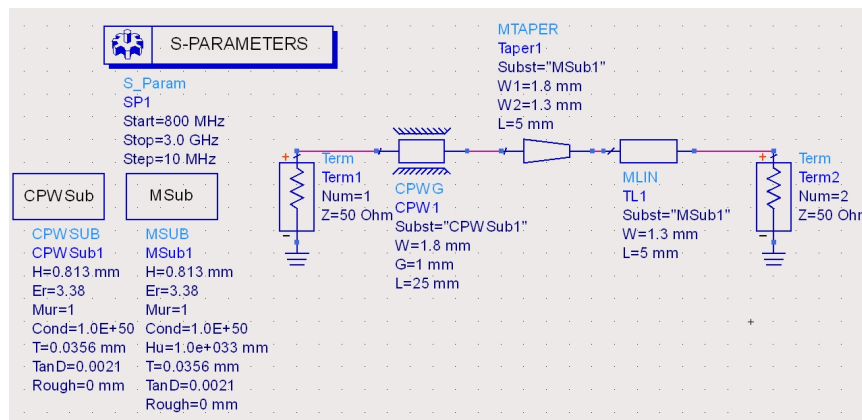 S-PARAMETERS
S_Param
SP1
Start=800 MHz
Stop=3.0 GHz
Step=10 MHz
MTAPER
Taper1
Subst="MSub1"
W1=1.8 mm
W2=1.3 mm
L=5 mm
+
Term
Term1
Num=1
Z=50 Ohm
-
CPWG
CPW1
Subst="CPWSub1"
W=1.8 mm
G=1 mm
L=25 mm
MLIN
TL1
Subst="MSub1"
W=1.3 mm
L=5 mm
+
Term
Term2
Num=2
Z=50 Ohm
-
CPWSub
CPWSUB
CPWSub1
H=0.813 mm
Er=3.38
Mur=1
Cond=1.0E+50
T=0.0356 mm
TanD=0.0021
Rough=0 mm
MSub
MSUB
MSub1
H=0.813 mm
Er=3.38
Mur=1
Cond=1.0E+50
Hu=1.0e+033 mm
T=0.0356 mm
TanD=0.0021
Rough=0 mm